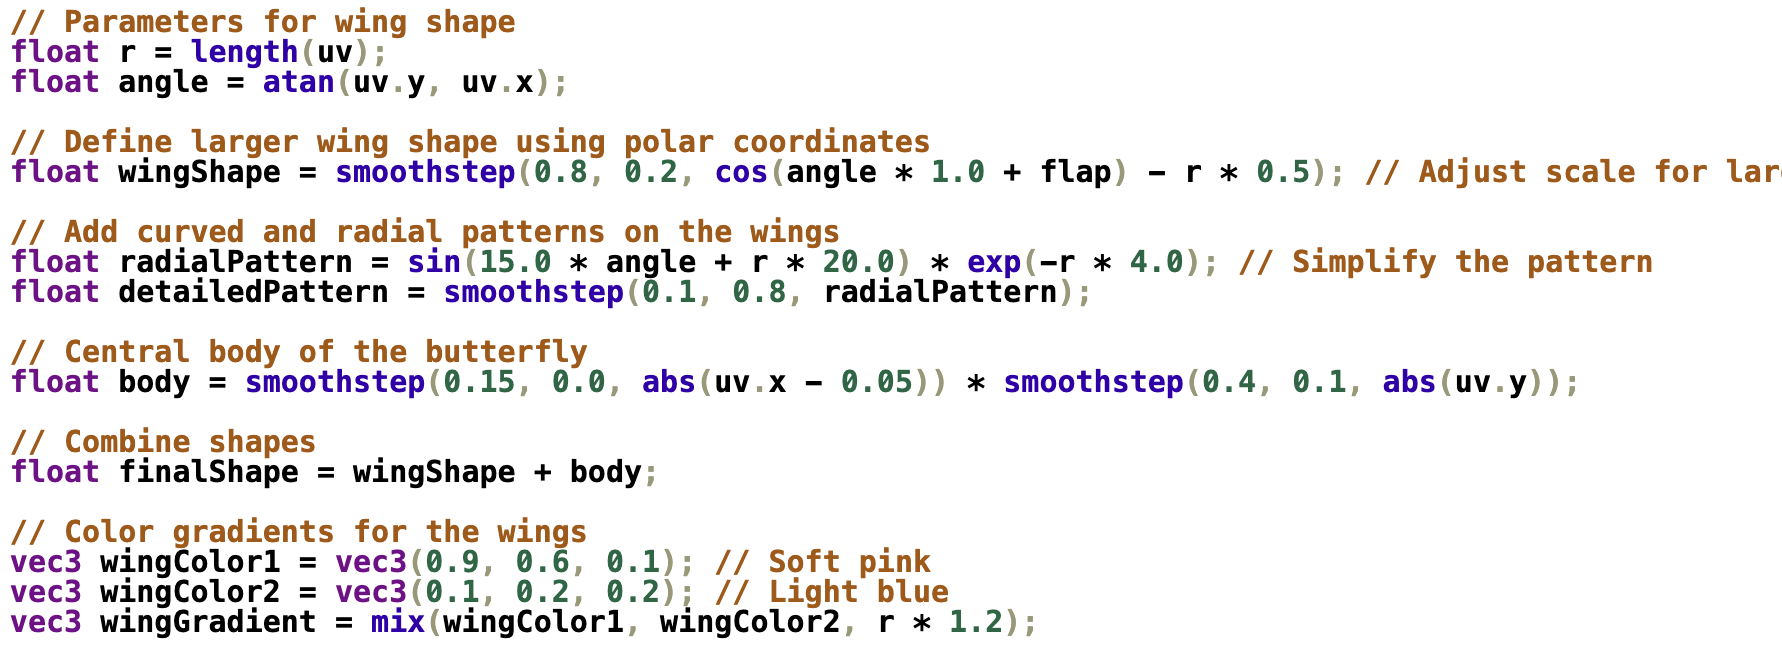 // Parameters for wing shape
float r = length(uv);
float angle = atan(uv.y, uv.x);
// Define larger wing shape using polar coordinates
float wingShape = smoothstep(0.8, 0.2, cos(angle * 1.0 + flap) - r * 0.5); // Adjust scale for
// Add curved and radial patterns on the wings
float radialPattern = sin(15.0 * angle + r * 20.0) * exp(-r * 4.0); // Simplify the pattern
float detailedPattern = smoothstep(0.1, 0.8, radialPattern);
// Central body of the butterfly
float body = smoothstep(0.15, 0.0, abs(uv.x - 0.05)) * smoothstep(0.4, 0.1, abs(uv.y));
// Combine shapes
float finalShape = wingShape + body;
// Color gradients for the wings
vec3 wingColor1 = vec3(0.9, 0.6, 0.1); // Soft pink
vec3 wingColor2 = vec3(0.1, 0.2, 0.2); // Light blue
vec3 wingGradient = mix(wingColor1, wingColor2, r * 1.2);